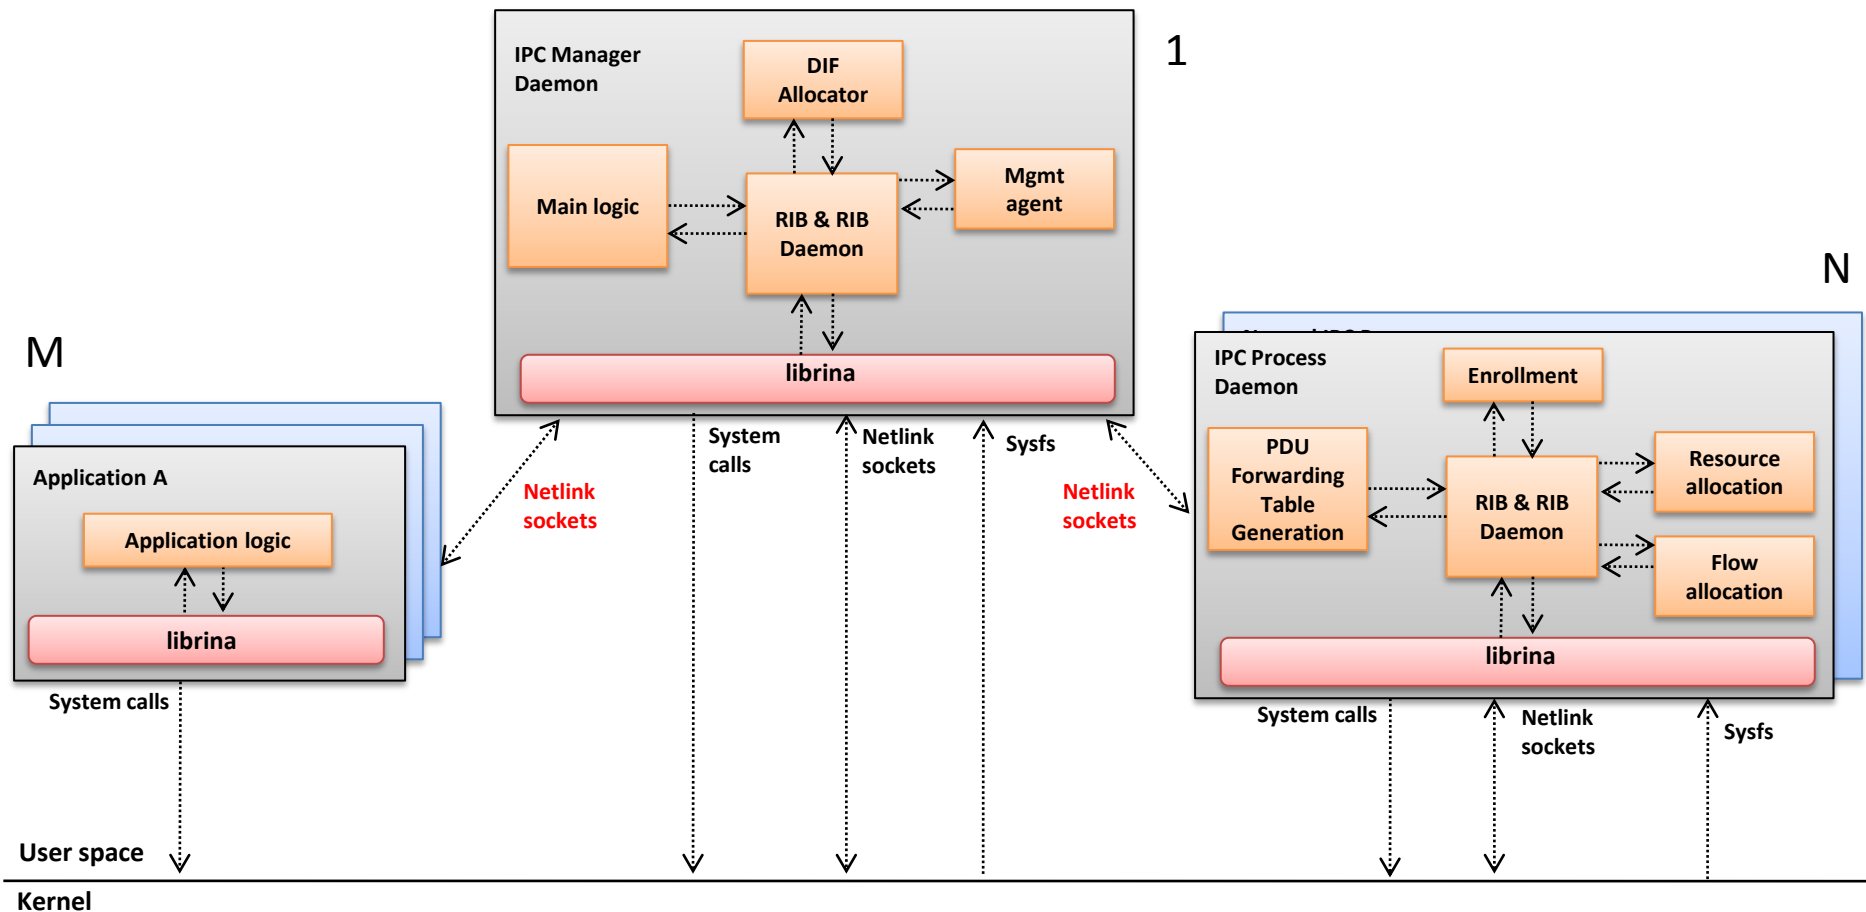 1
IPC Manager
Daemon
DIF
Allocator
Main logic
RIB & RIB
Daemon
Mgmt
agent
librina
N
M
System
calls
Netlink
sockets
Sysfs
Netlink
sockets
Netlink
sockets
Application A
Application logic
librina
System calls
IPC Process
Daemon
Enrollment
PDU
Forwarding
Table
Generation
RIB & RIB
Daemon
Resource
allocation
Flow
allocation
librina
System calls
Netlink
sockets
Sysfs
User space
Kernel